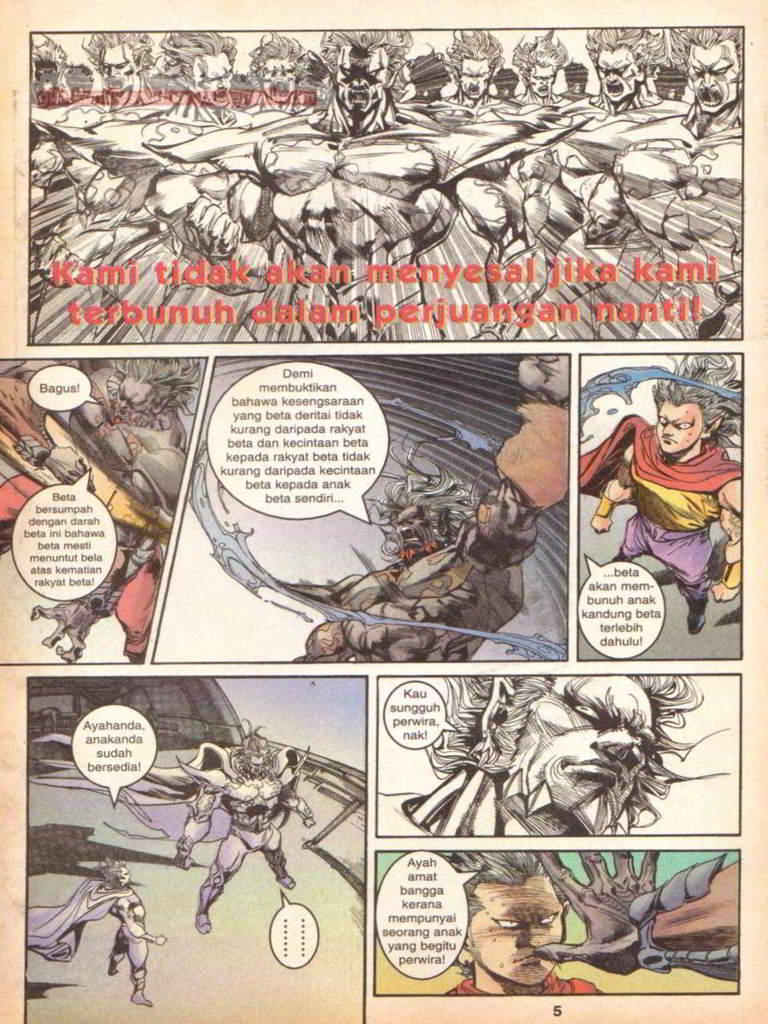 Kami tidak akan menyesal jika kami
terbunuh dalam perjuangan nanti!
Bagus!
Beta
bersumpah
dengan darah
beta ini bahawa
beta mesti
menuntut bela
atas kematian
rakyat beta!
Demi
membuktikan
bahawa kesengsaraan
yang beta deritai tidak
kurang daripada rakyat
beta dan kecintaan beta
kepada rakyat beta tidak
kurang daripada kecintaan
beta kepada anak
beta sendiri...
...beta
akan mem-
bunuh anak
kandung beta
terlebih
dahulu!
Ayahanda,
anakanda
sudah
bersedia!
Kau
sungguh
perwira,
nak!
Ayah
amat
bangga
kerana
mempunyai
seorang anak
yang begitu
perwira!
5